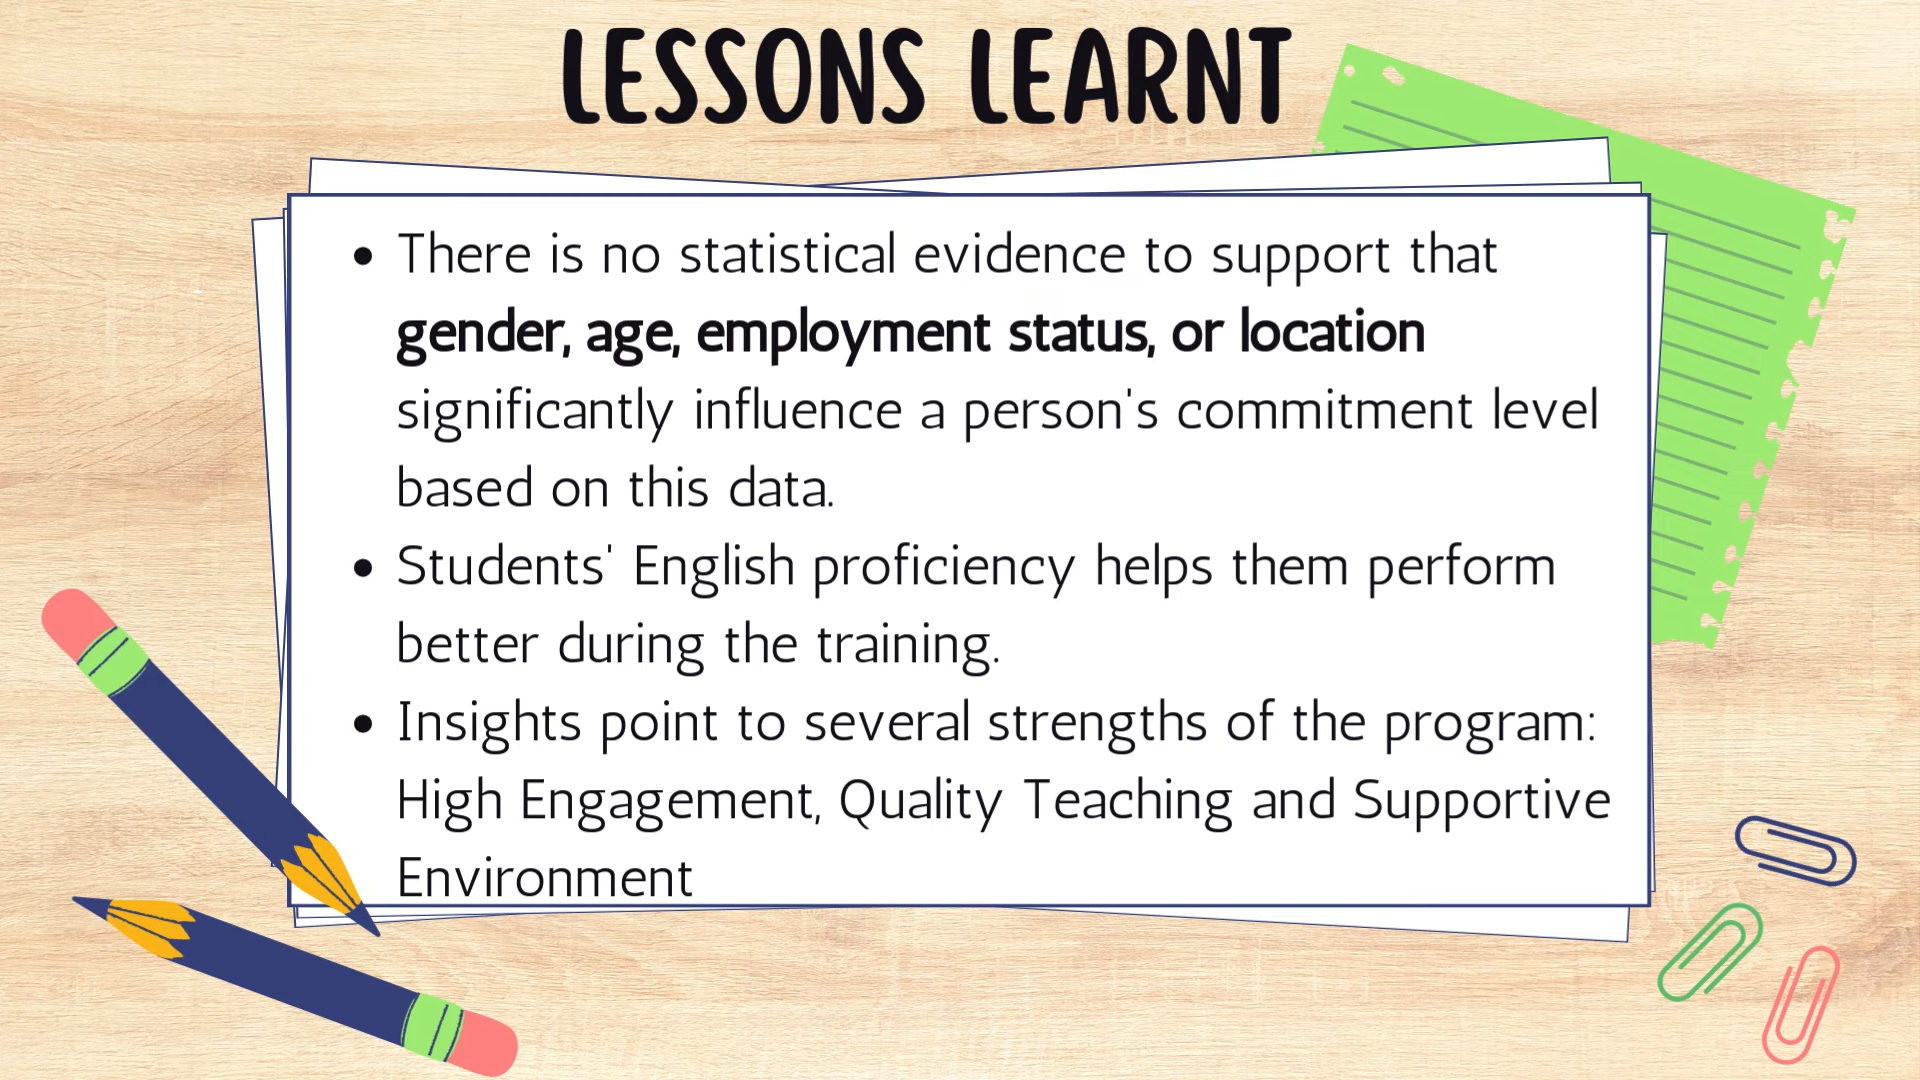 LESSONS LEARNT
• There is no statistical evidence to support that
gender, age, employment status, or location
significantly influence a person's commitment level
based on this data.
• Students' English proficiency helps them perform
better during the training.
• Insights point to several strengths of the program:
High Engagement, Quality Teaching and Supportive
Environment